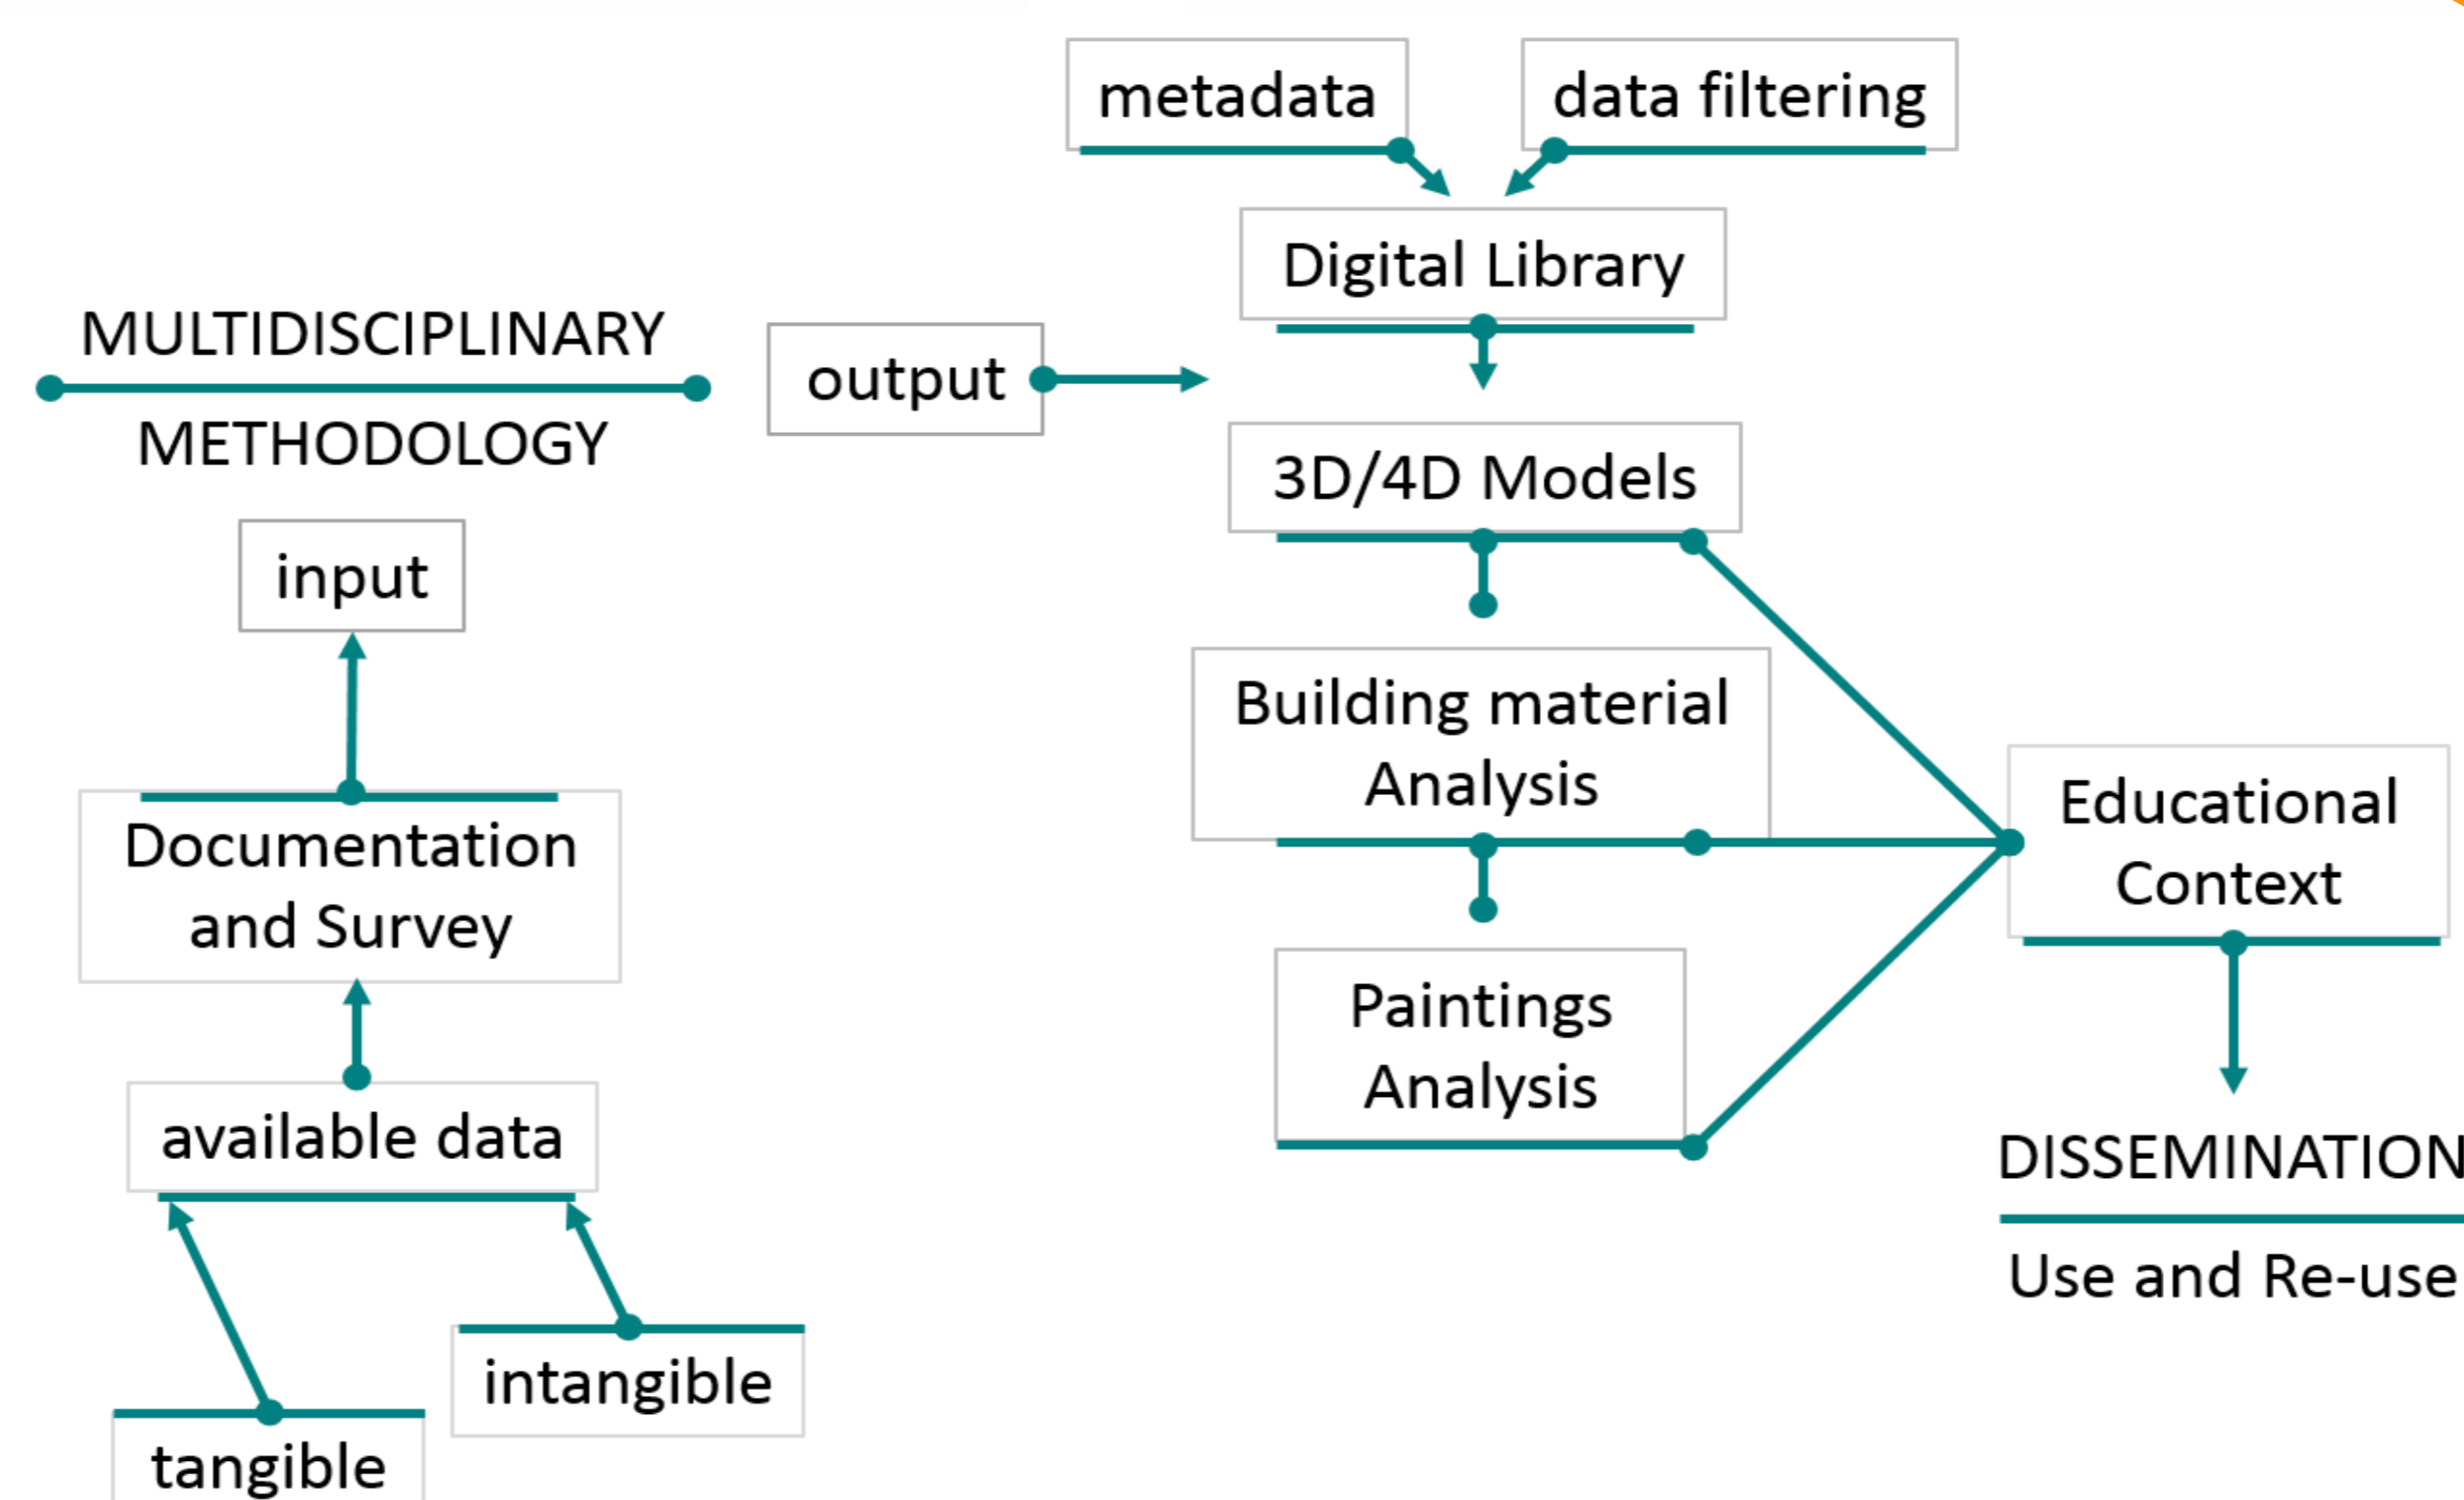 metadata
data filtering
Digital Library
MULTIDISCIPLINARY
METHODOLOGY
output
3D/4D Models
input
Building material
Analysis
Educational
Context
Documentation
and Survey
Paintings
Analysis
available data
DISSEMINATION
Use and Re-use
intangible
tangible